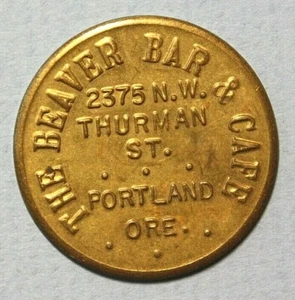 THE BEAVER BAR & CAFE
2375 N.W.
THURMAN
ST.
PORTLAND
ORE.